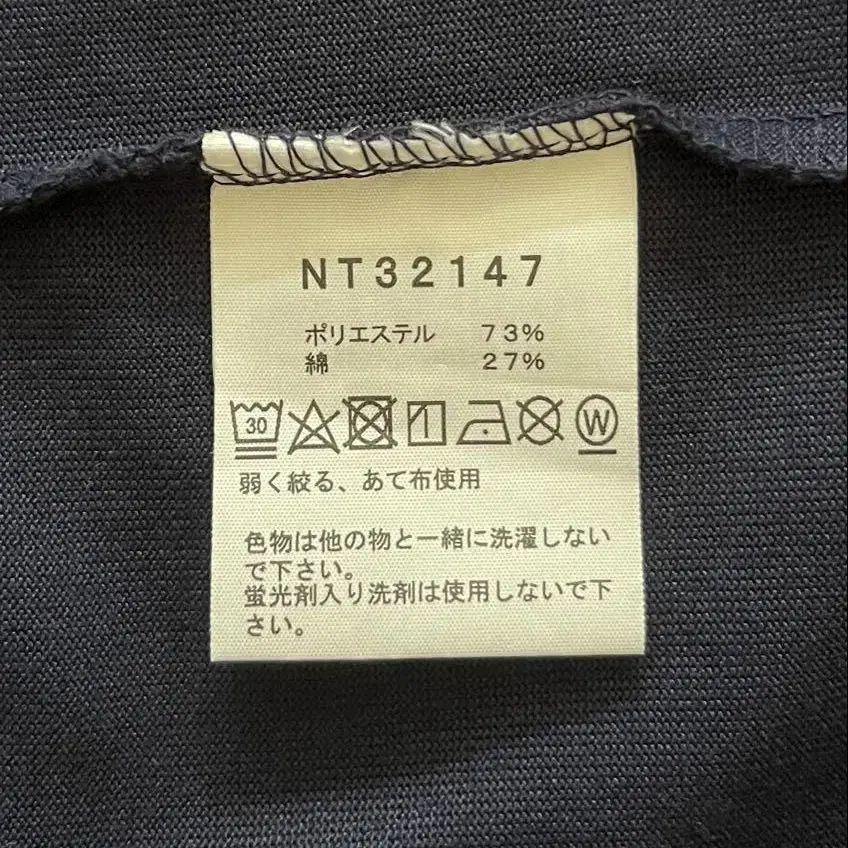 NT32147
ポリエステル 73%
綿 27%
30 W
弱く絞る、あて布使用
色物は他の物と一緒に洗濯しない
で下さい。
蛍光剤入り洗剤は使用しないで下
さい。